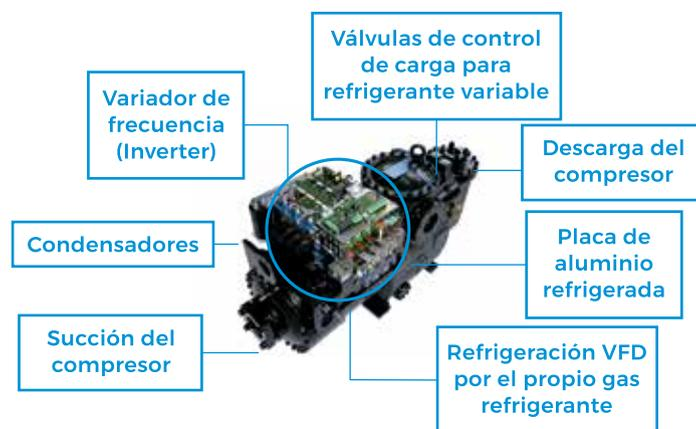 Válvulas de control
de carga para
refrigerante variable
Variador de
frecuencia
(Inverter)
Descarga del
compresor
Condensadores
Placa de
aluminio
refrigerada
Succión del
compresor
Refrigeración VFD
por el propio gas
refrigerante